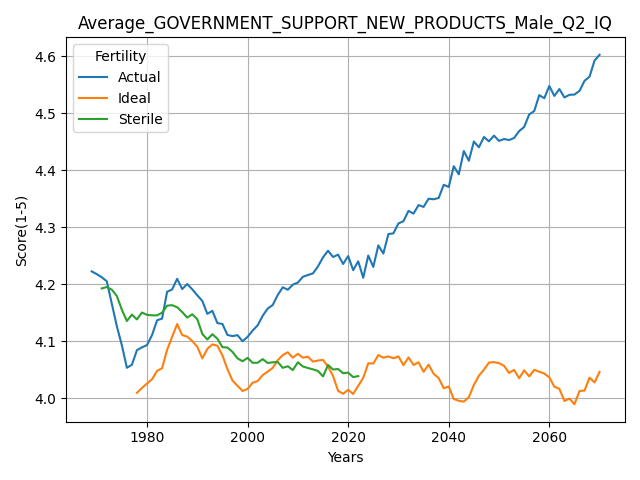 Average_GOVERNMENT_SUPPORT_NEW_PRODUCTS_Male_Q2_IQ
Fertility
Actual
Ideal
Sterile
Score(1-5)
4.6
4.5
4.4
4.3
4.2
4.1
4.0
1980 2000 2020 2040 2060
Years